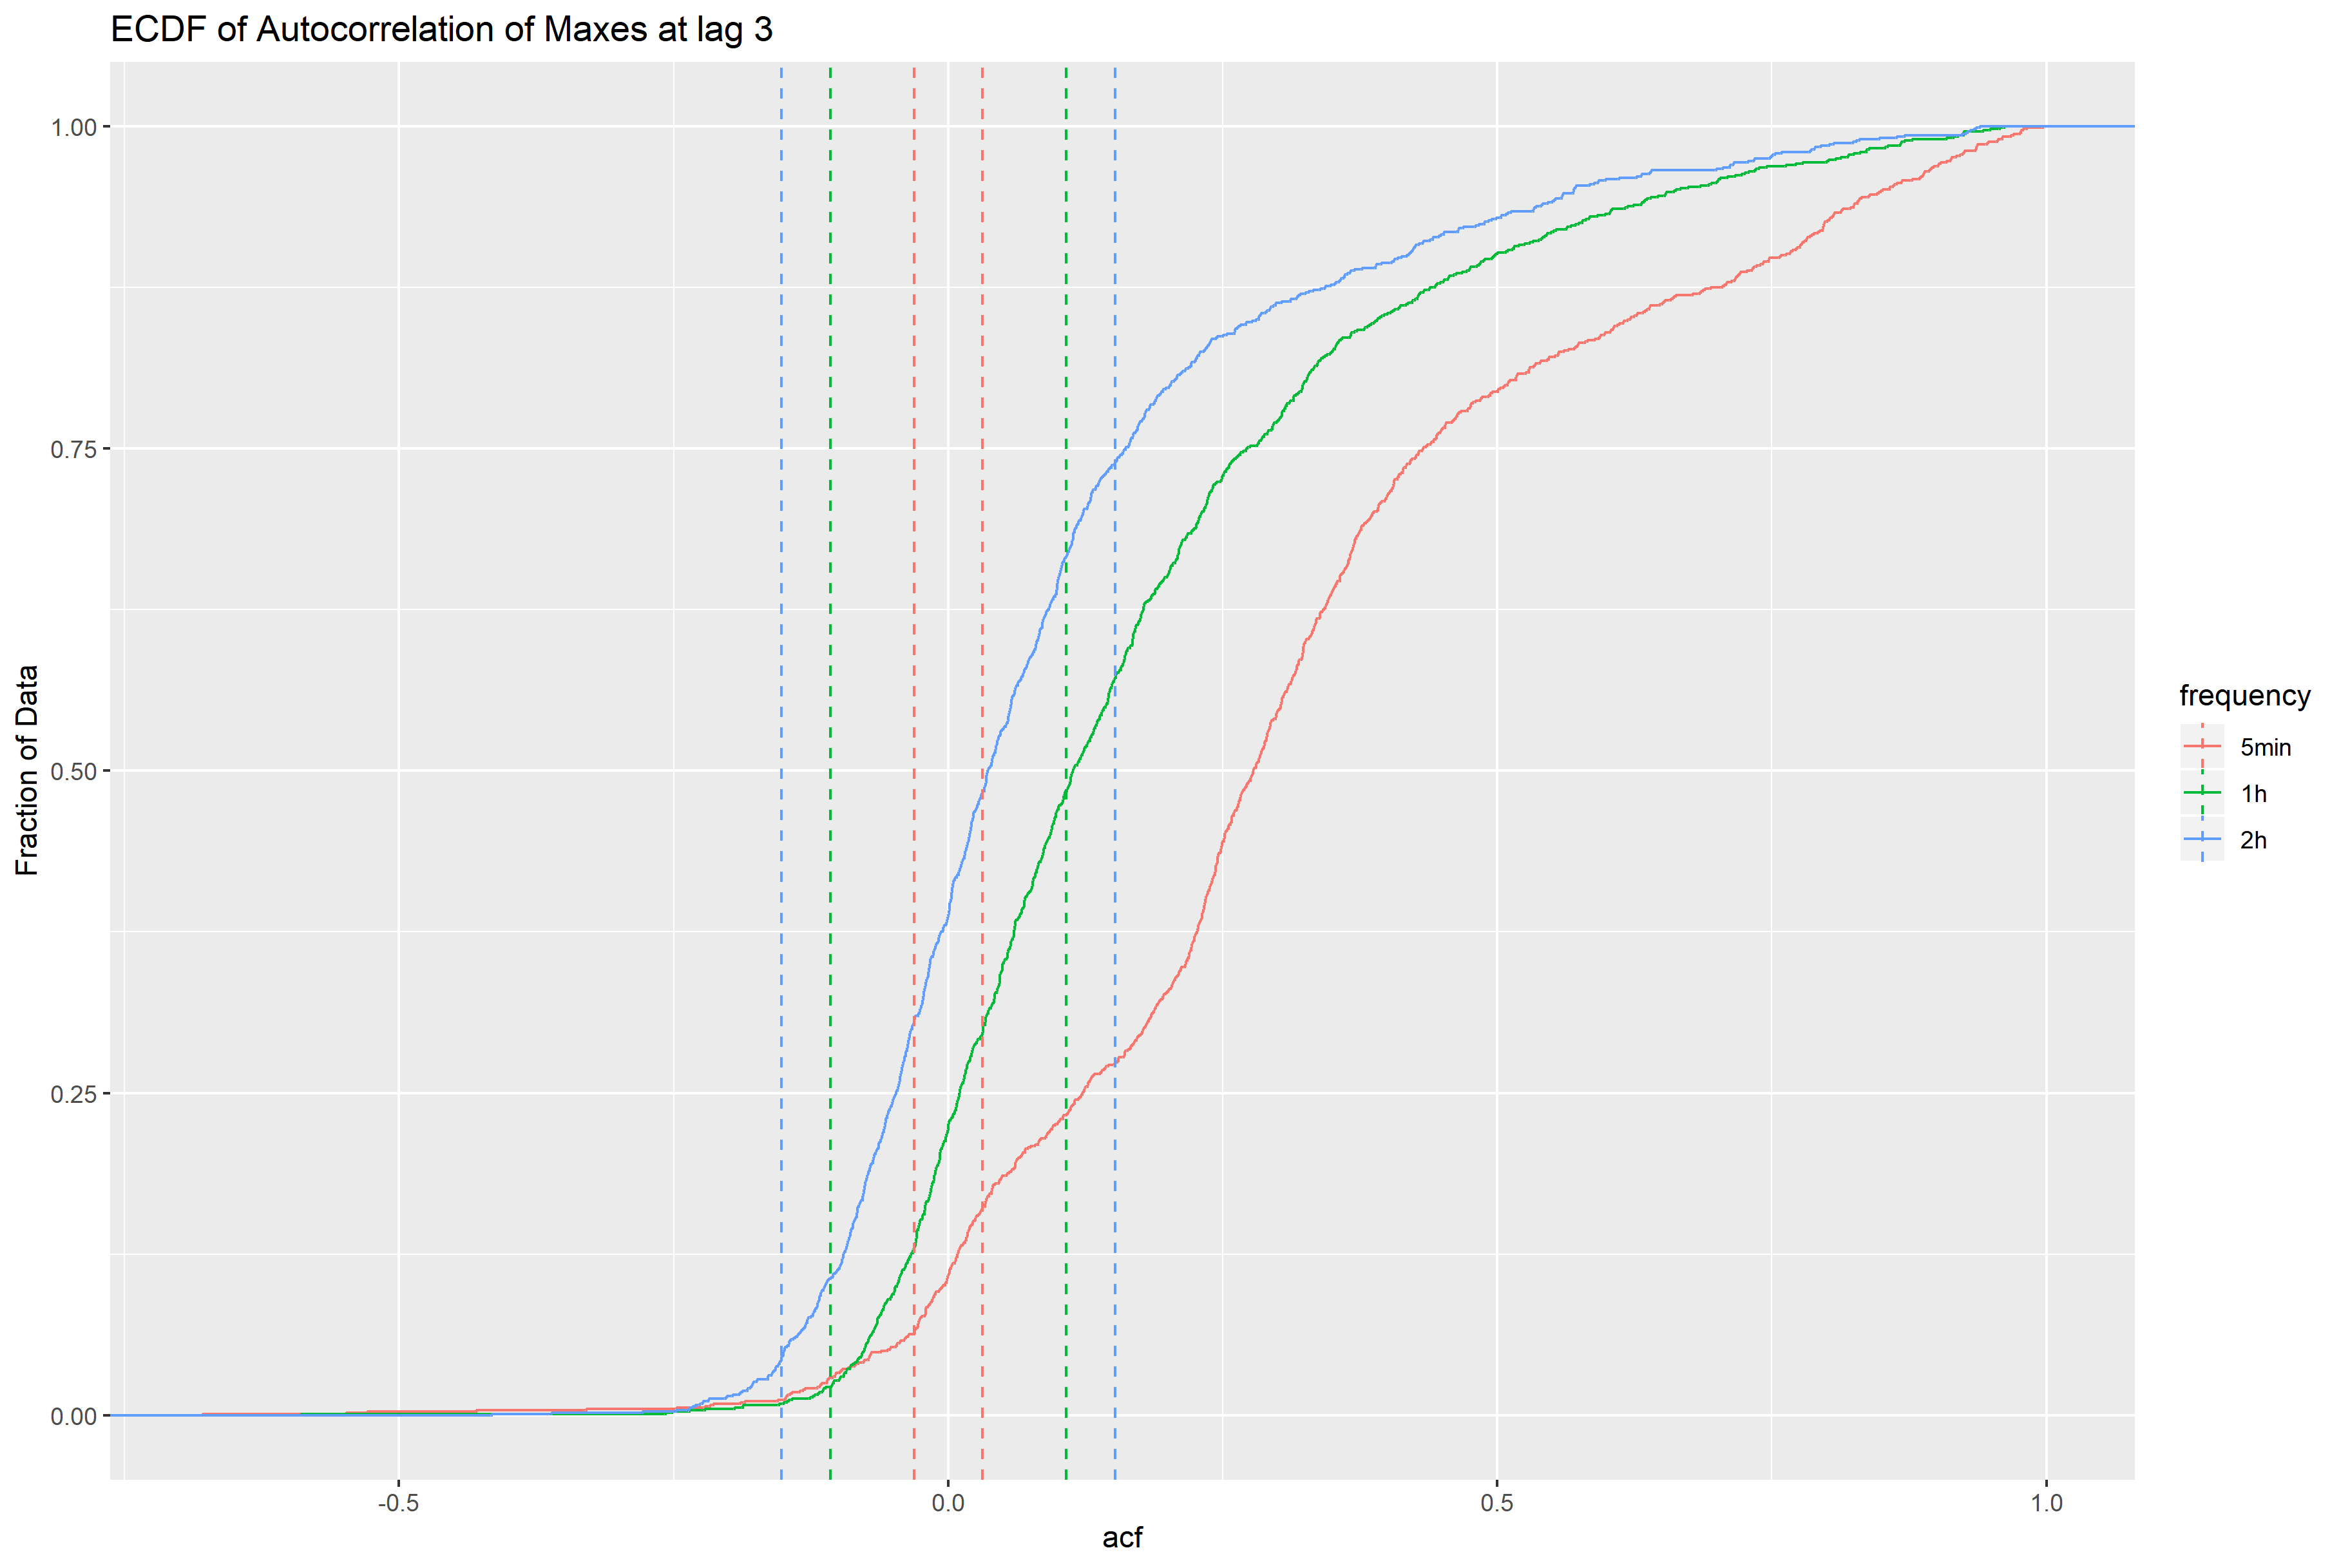 ECDF of Autocorrelation of Maxes at lag 3
Fraction of Data
1.00
0.75
0.50
0.25
0.00
-0.5
0.0
0.5
1.0
acf
frequency
5min
1h
2h